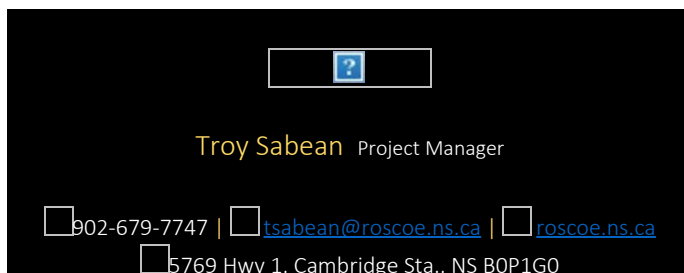 Troy Sabean Project Manager
902-679-7747 | tsabean@roscoe.ns.ca | roscoe.ns.ca
5769 Hwy 1, Cambridge Sta., NS B0P1G0